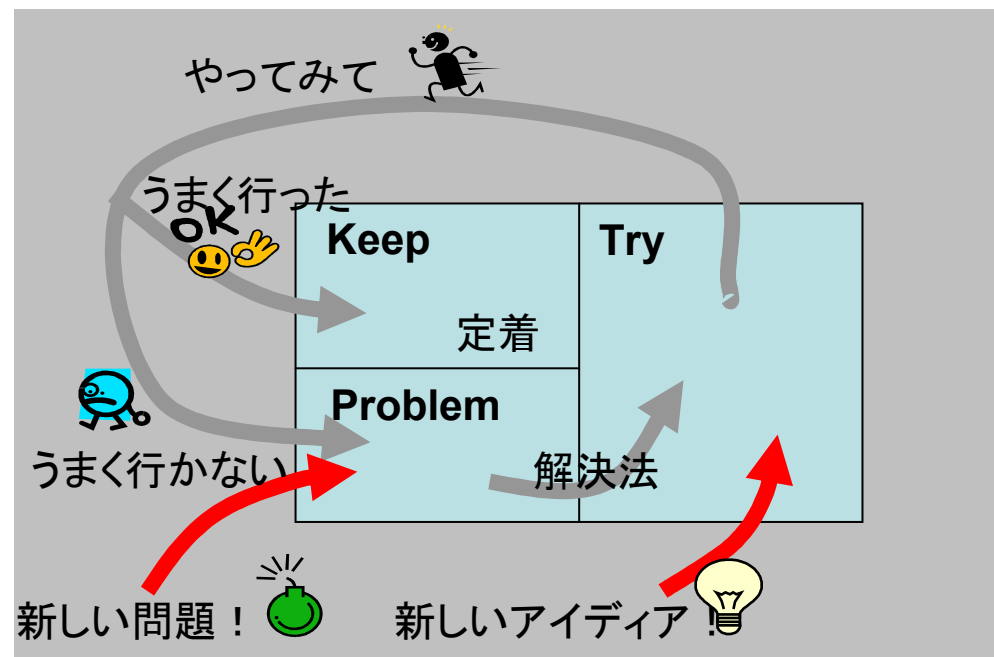 やってみて
うまく行った
OK
Keep
Try
定着
Problem
うまく行かない
解決法
新しい問題！
新しいアイディア！